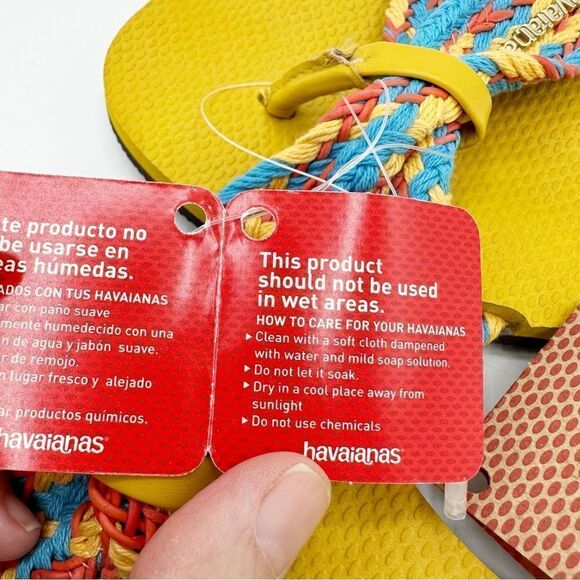 te producto no
be usarse en
eas húmedas.
ADOS CON TUS HAVAIANAS
ar con pano suave
mente humedecido con una
n de agua y jabón suave.
r de remojo.
n lugar fresco y alejado
ar productos químicos.
havaianas
This product
should not be used
in wet areas.
HOW TO CARE FOR YOUR HAVAIANAS
▸ Clean with a soft cloth dampened
with water and mild soap solution.
▸ Do not let it soak.
▸ Dry in a cool place away from
sunlight
▸ Do not use chemicals
havaianas